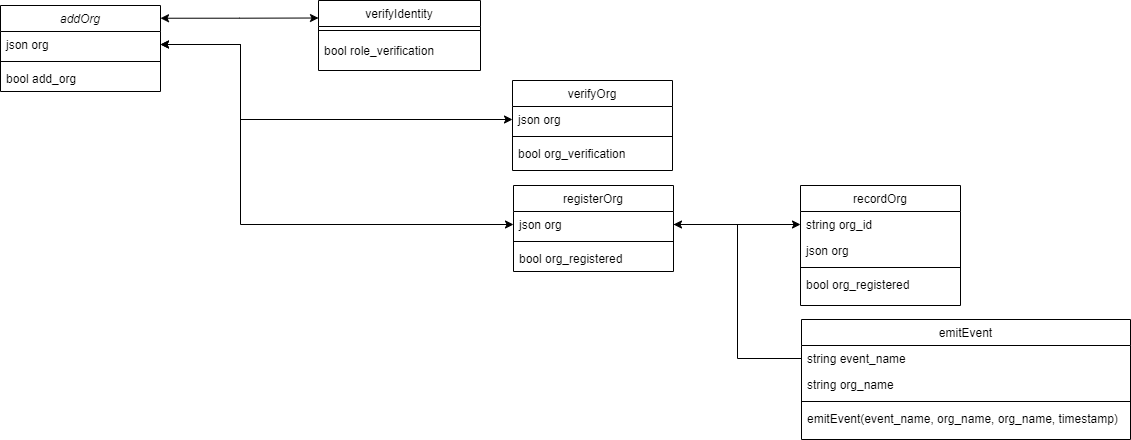 addOrg
json org
bool add_org
verifyIdentity
bool role_verification
verifyOrg
json org
bool org_verification
registerOrg
json org
bool org_registered
recordOrg
string org_id
json org
bool org_registered
emitEvent
string event_name
string org_name
emitEvent(event_name, org_name, org_name, timestamp)